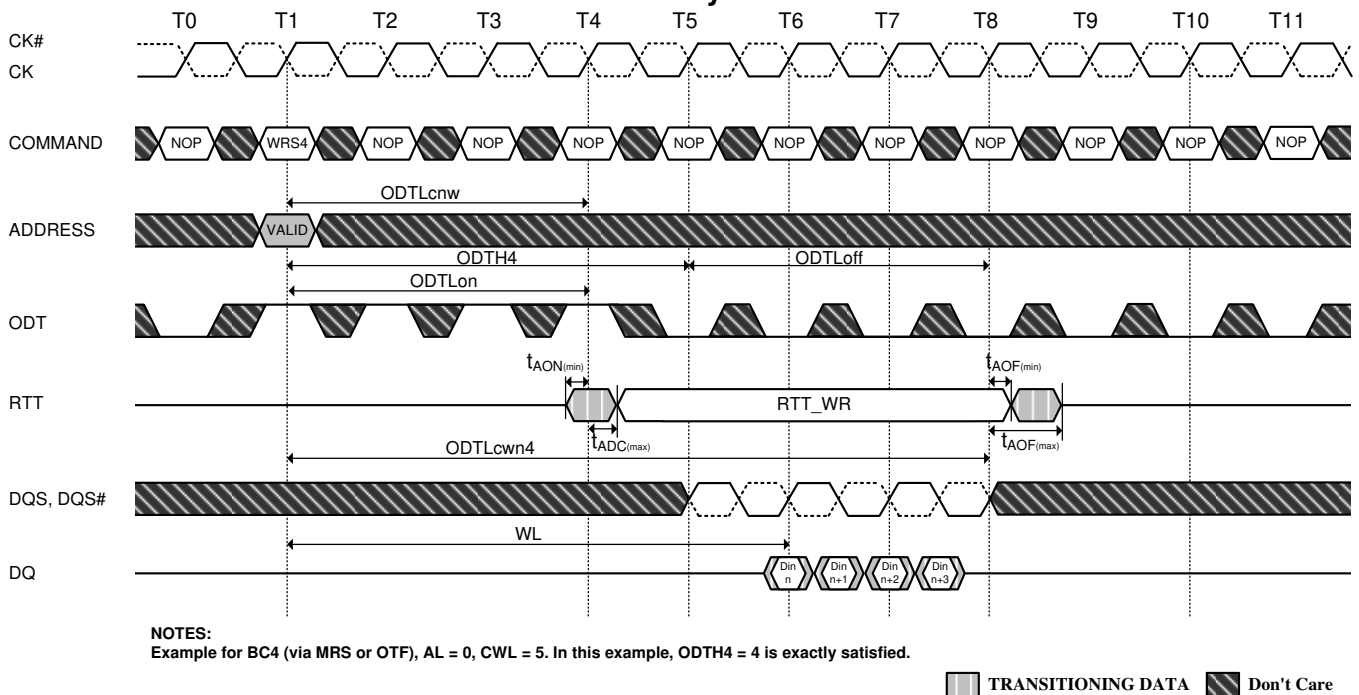 T0 T1 T2 T3 T4 T5 T6 T7 T8 T9 T10 T11
CK#
CK
COMMAND NOP WRS4 NOP NOP NOP NOP NOP NOP NOP NOP NOP NOP
ODTLcnw
ADDRESS VALID
ODTH4 ODTLoff
ODTLon
ODT
tAON(min) tAOF(min)
RTT RTT_WR
tADC(max) tAOF(max)
ODTLcwn4
DQS, DQS#
WL
DQ Din n Din n+1 Din n+2 Din n+3
NOTES:
Example for BC4 (via MRS or OTF), AL = 0, CWL = 5. In this example, ODTH4 = 4 is exactly satisfied.
TRANSITIONING DATA Don't Care